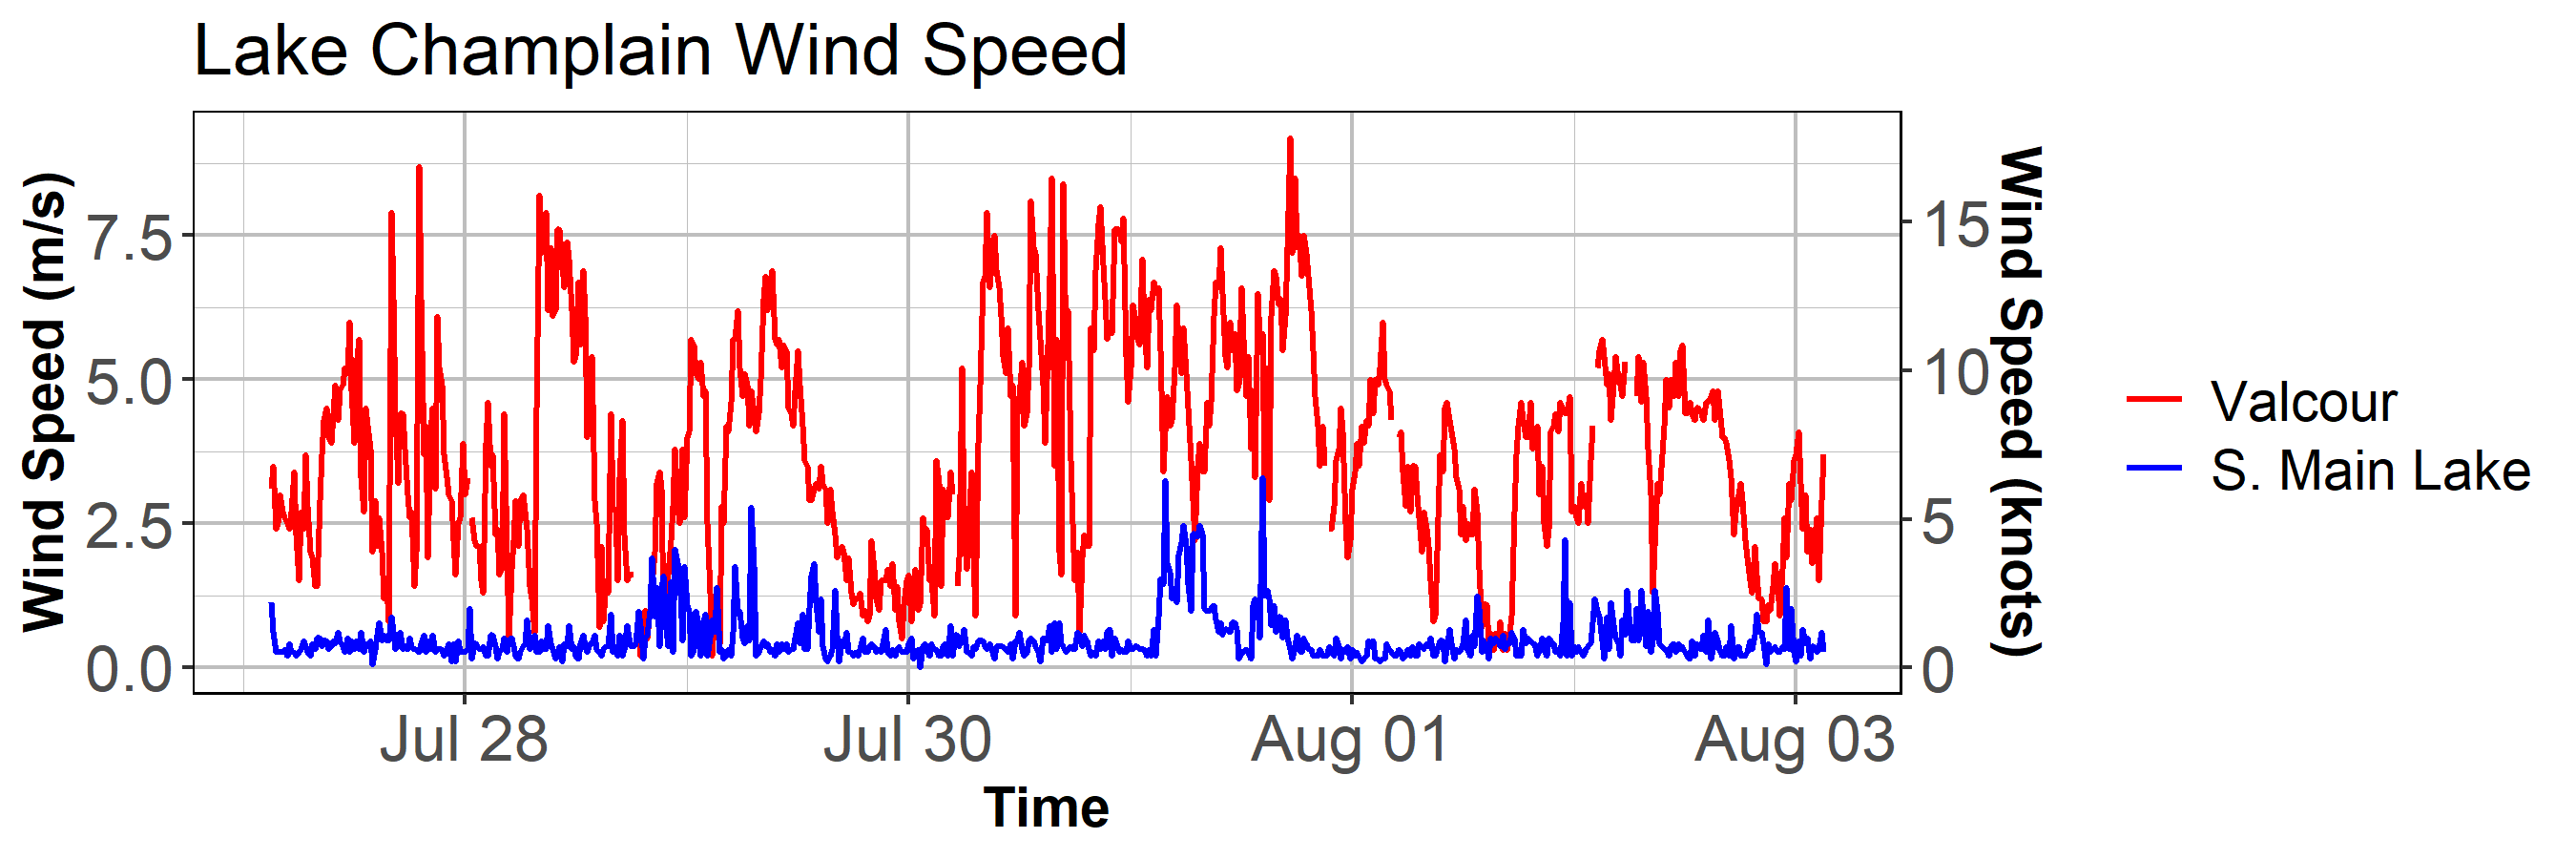 Lake Champlain Wind Speed
Wind Speed (m/s)
7.5
5.0
2.5
0.0
Jul 28
Jul 30
Aug 01
Aug 03
Time
15
10
5
0
Wind Speed (knots)
Valcour
S. Main Lake